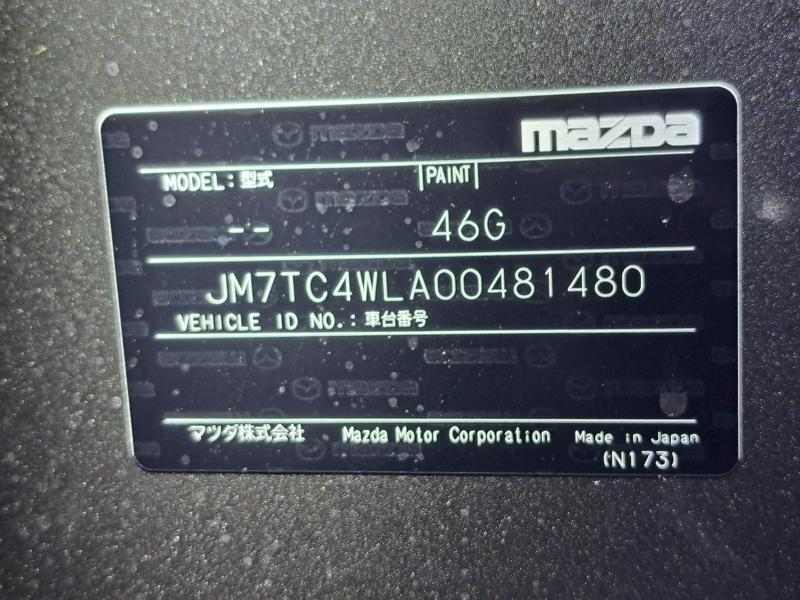 mazda
MODEL:型式 PAINT
-- 46G
JM7TC4WLA00481480
VEHICLE ID NO.:車台番号
マツダ株式会社 Mazda Motor Corporation Made in Japan
(N173)